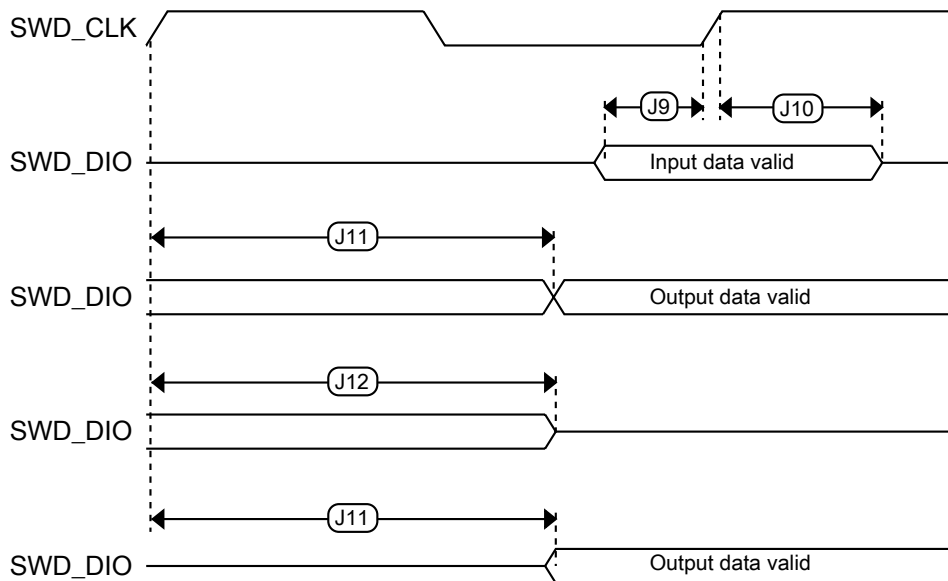 SWD_CLK
J9
J10
SWD_DIO
Input data valid
J11
SWD_DIO
Output data valid
J12
SWD_DIO
J11
SWD_DIO
Output data valid